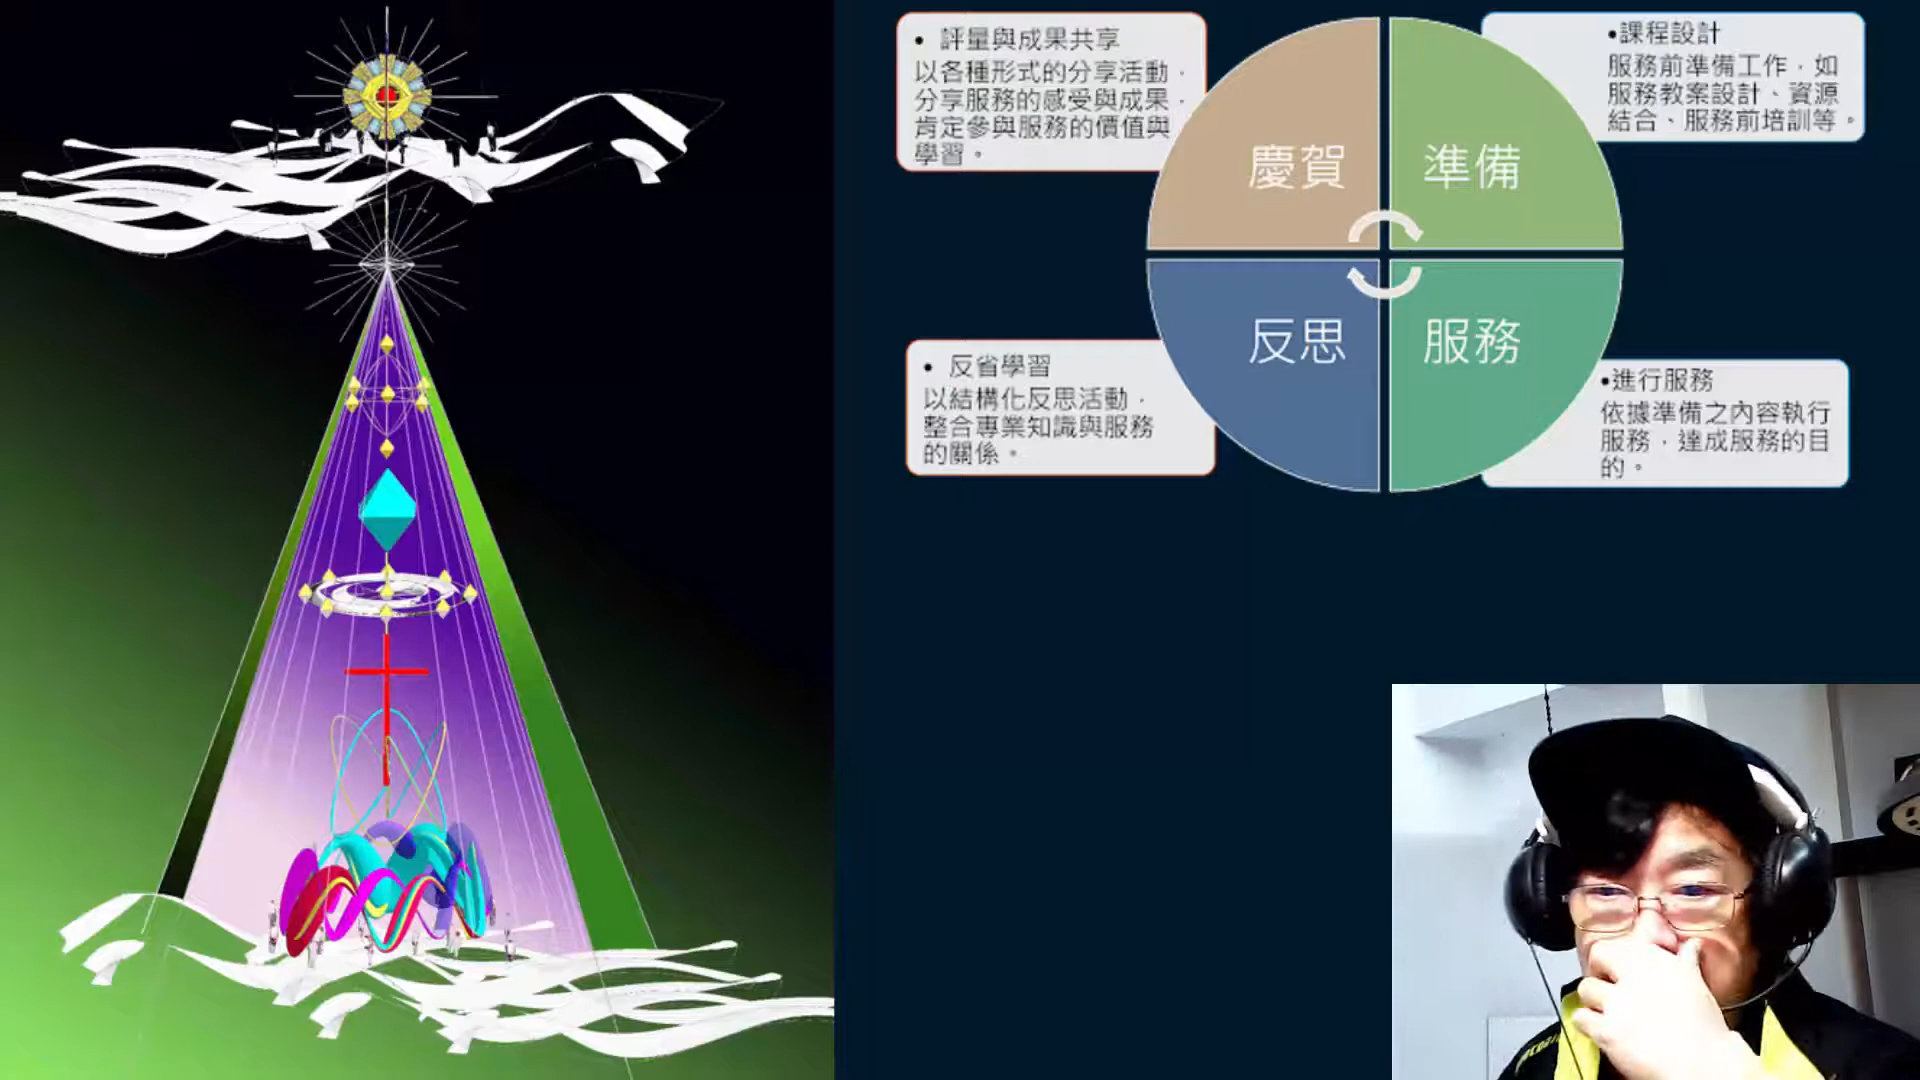 • 評量與成果共享
以各種形式的分享活動，
分享服務的感受與成果，
肯定參與服務的價值與
學習。
•課程設計
服務前準備工作，如
服務教案設計、資源
結合、服務前培訓等。
慶賀
準備
反思
服務
• 反省學習
以結構化反思活動，
整合專業知識與服務
的關係。
•進行服務
依據準備之內容執行
服務，達成服務的目
的。